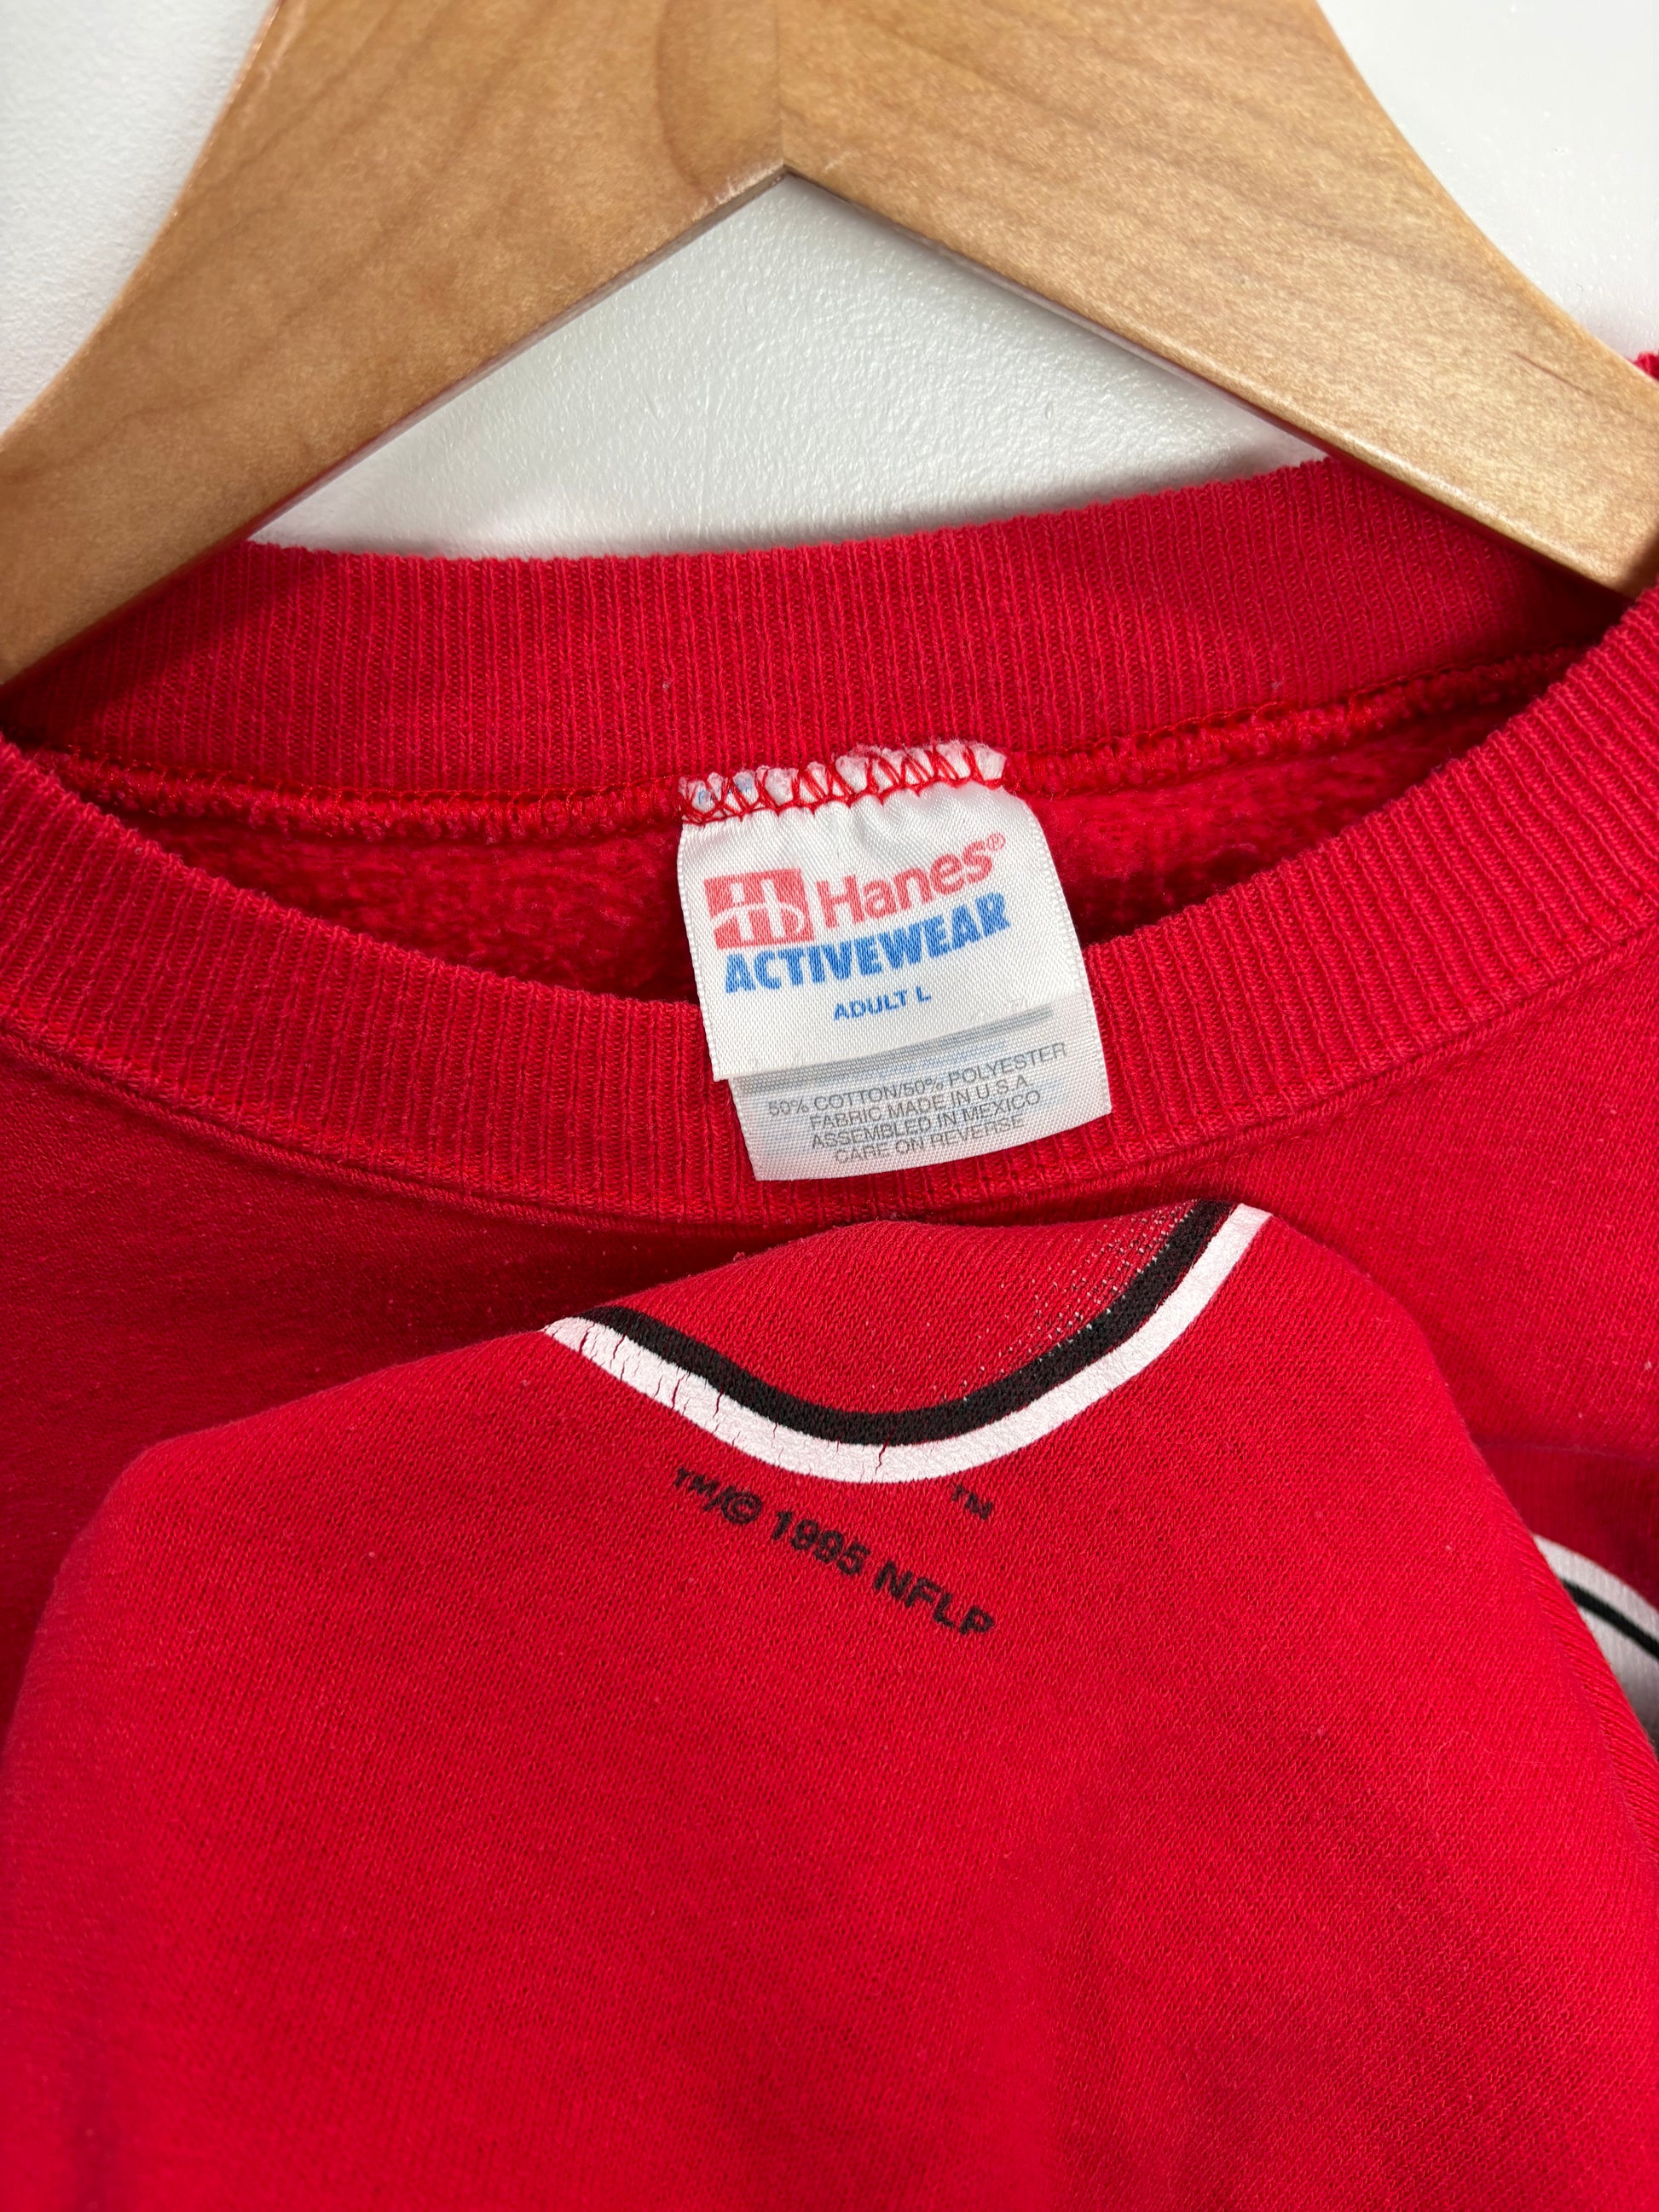 Hanes®
ACTIVEWEAR
ADULT L
50% COTTON/50% POLYESTER
FABRIC MADE IN U.S.A.
ASSEMBLED IN MEXICO
CARE ON REVERSE
TM
TM/© 1995 NFLP